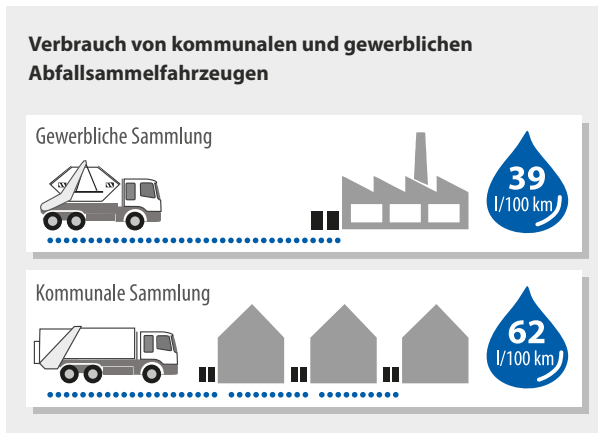 Verbrauch von kommunalen und gewerblichen
Abfallsammelfahrzeugen
Gewerbliche Sammlung
39
l/100 km
Kommunale Sammlung
62
l/100 km